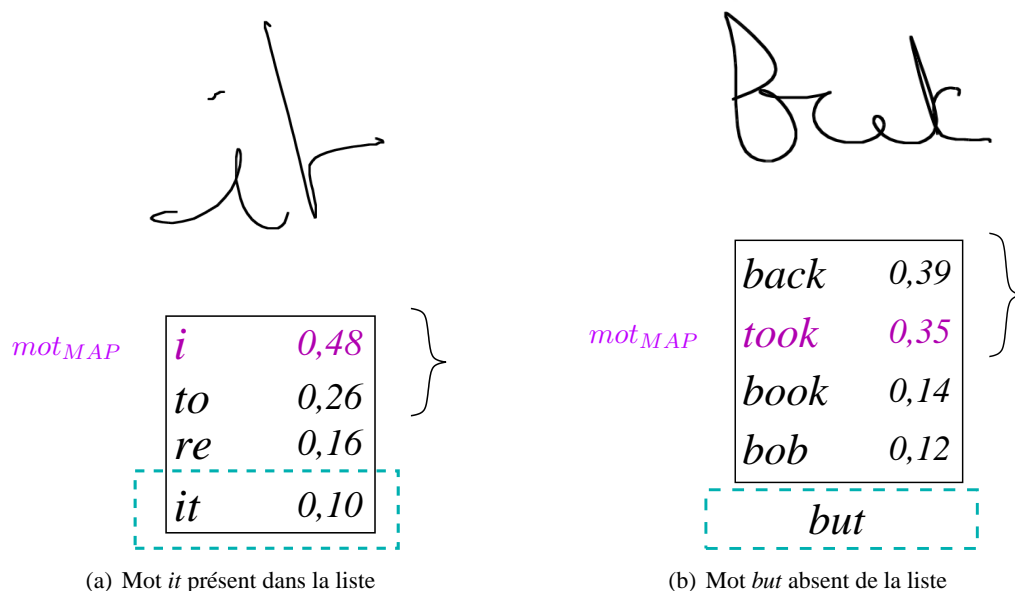 it
mot_MAP
i 0,48
to 0,26
re 0,16
it 0,10
(a) Mot it présent dans la liste
But
mot_MAP
back 0,39
took 0,35
book 0,14
bob 0,12
but
(b) Mot but absent de la liste